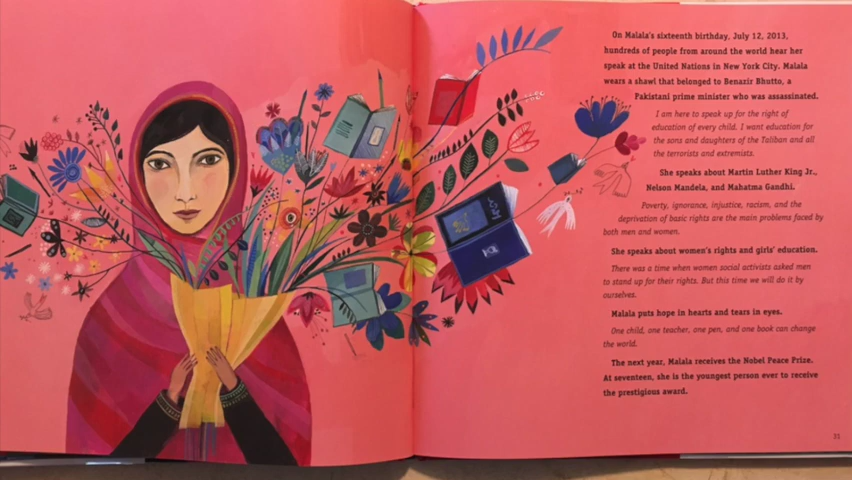 On Malala's sixteenth birthday, July 12, 2013,
hundreds of people from around the world hear her
speak at the United Nations in New York City. Malala
wears a shawl that belonged to Benazir Bhutto, a
Pakistani prime minister who was assassinated.
I am here to speak up for the right of
education of every child. I want education for
the sons and daughters of the Taliban and all
the terrorists and extremists.
She speaks about Martin Luther King Jr.,
Nelson Mandela, and Mahatma Gandhi.
Poverty, ignorance, injustice, racism, and the
deprivation of basic rights are the main problems faced by
both men and women.
She speaks about women's rights and girls' education.
There was a time when women social activists asked men
to stand up for their rights. But this time we will do it by
ourselves.
Malala puts hope in hearts and tears in eyes.
One child, one teacher, one pen, and one book can change
the world.
The next year, Malala receives the Nobel Peace Prize.
At seventeen, she is the youngest person ever to receive
the prestigious award.